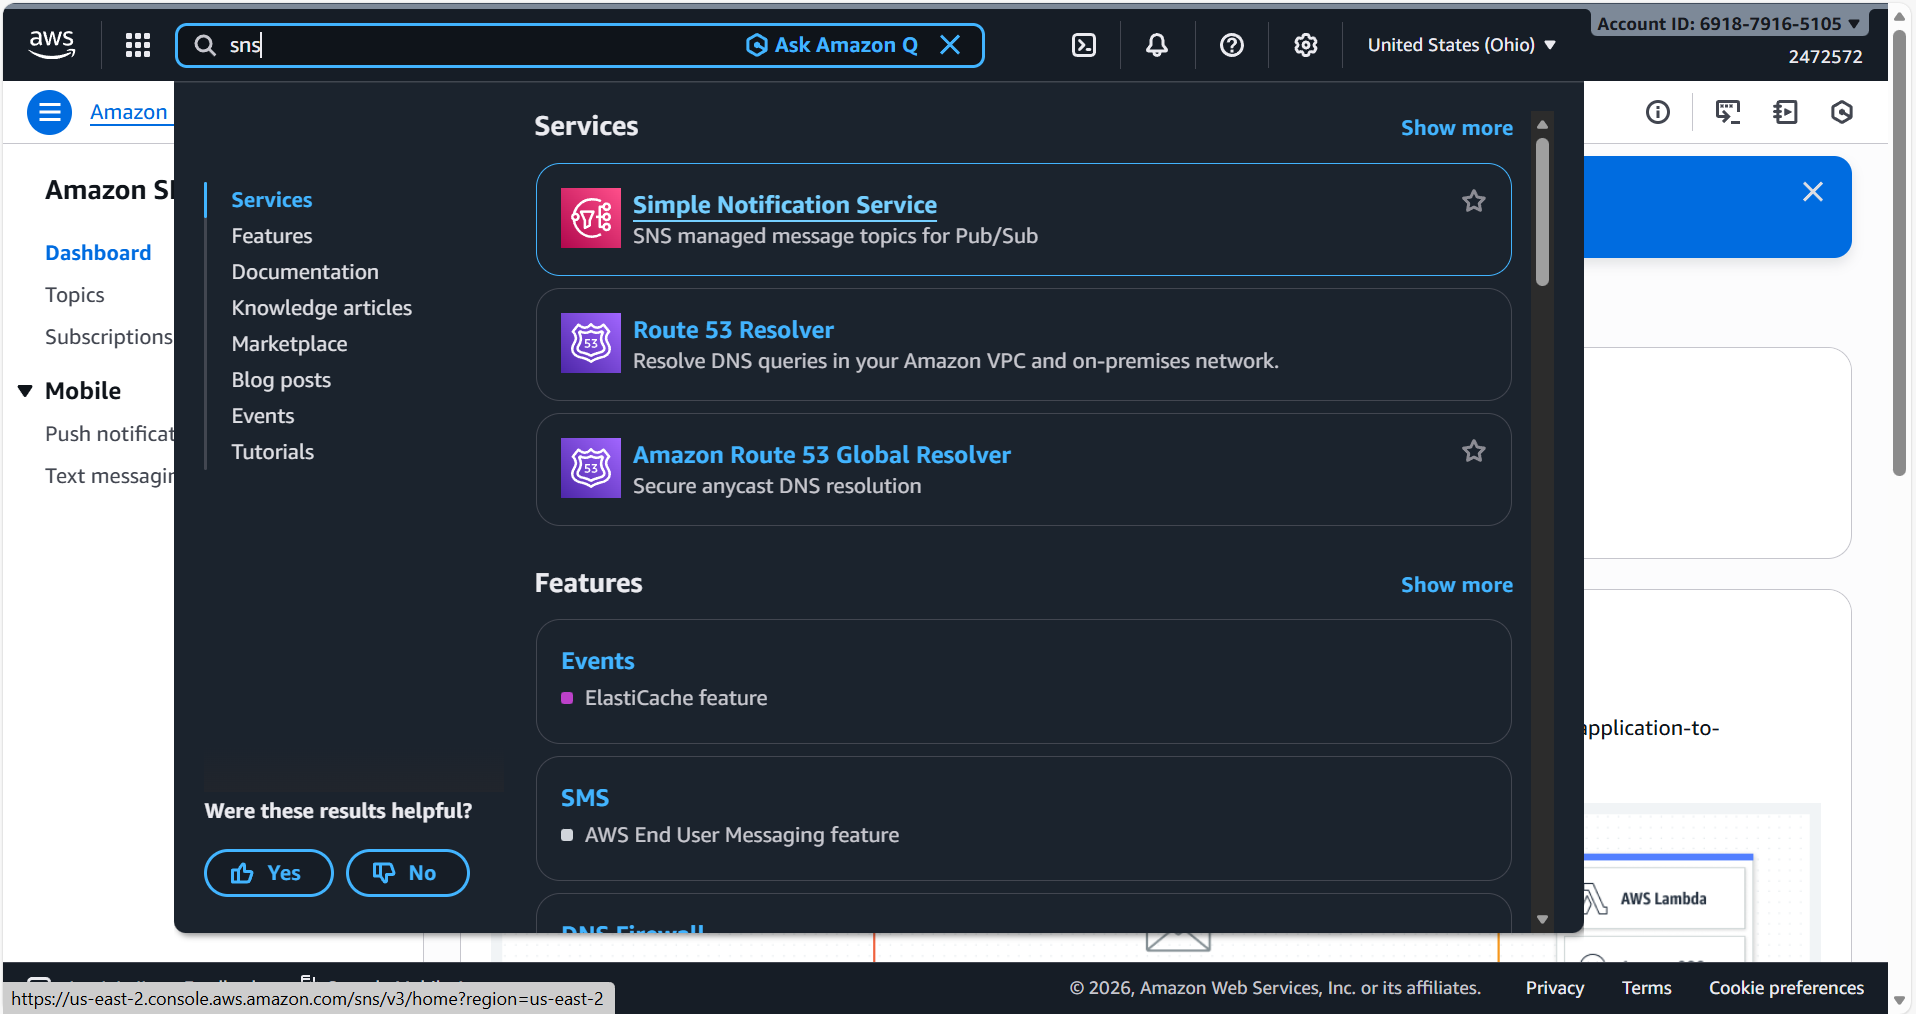 aws
sns
Ask Amazon Q
United States (Ohio)
Account ID: 6918-7916-5105
2472572
Amazon
Amazon
Dashboard
Topics
Subscriptions
Mobile
Push
Text
Services
Features
Documentation
Knowledge articles
Marketplace
Blog posts
Events
Tutorials
Were these results helpful?
Yes
No
Services
Show more
Simple Notification Service
SNS managed message topics for Pub/Sub
53
Route 53 Resolver
Resolve DNS queries in your Amazon VPC and on-premises network.
53
Amazon Route 53 Global Resolver
Secure anycast DNS resolution
Features
Show more
Events
ElastiCache feature
SMS
AWS End User Messaging feature
DNS Firewall
application-to-
AWS Lambda
https://us-east-2.console.aws.amazon.com/sns/v3/home?region=us-east-2
© 2026, Amazon Web Services, Inc. or its affiliates.
Privacy
Terms
Cookie preferences